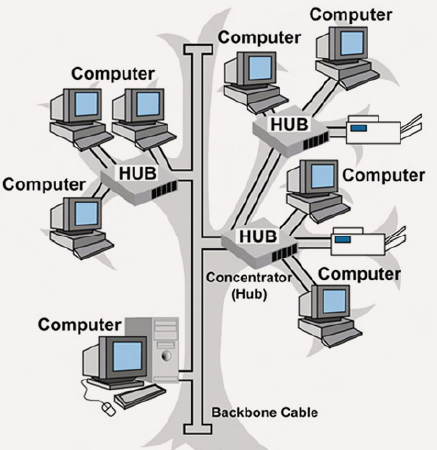 Computer
Computer
Computer
HUB
HUB
Computer
Computer
HUB
Concentrator
(Hub)
Computer
Computer
Backbone Cable